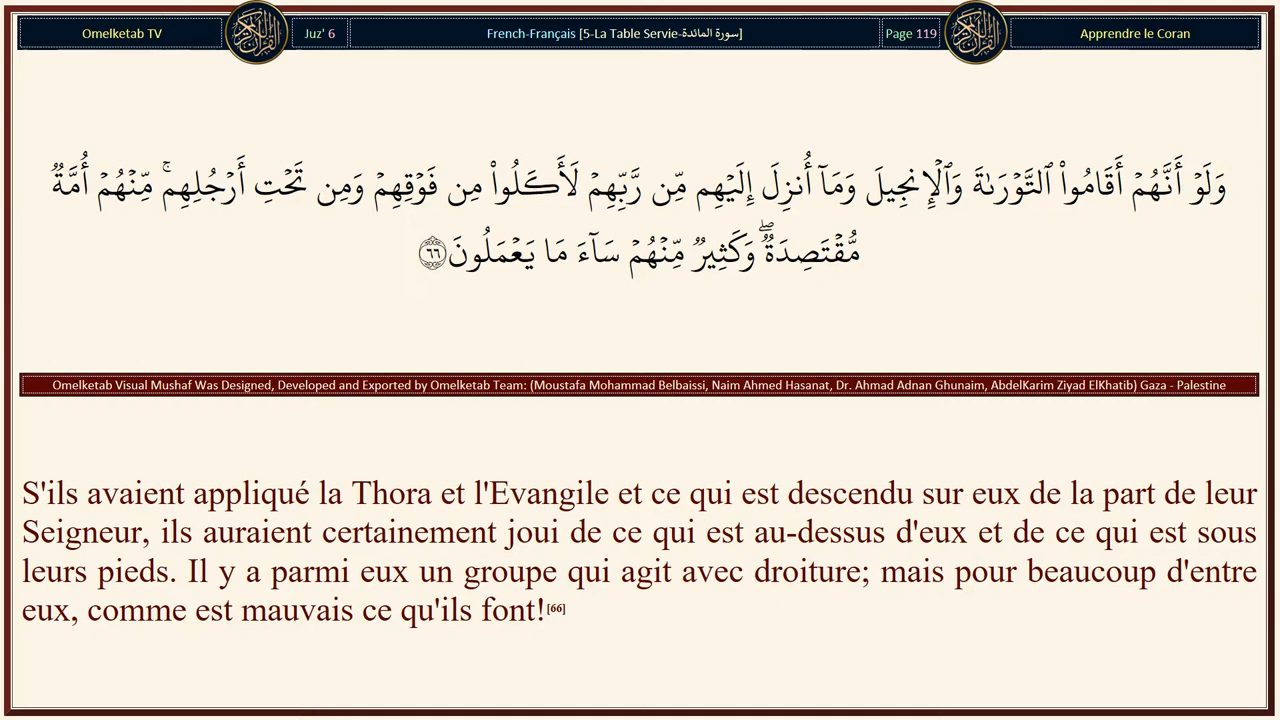 Omelketab TV
Juz' 6
French-Français [5-La Table Servie-سورة المائدة]
Page 119
Apprendre le Coran
وَلَوۡ أَنَّهُمۡ أَقَامُواْ ٱلتَّوۡرَىٰةَ وَٱلۡإِنجِيلَ وَمَآ أُنزِلَ إِلَيۡهِم مِّن رَّبِّهِمۡ لَأَكَلُواْ مِن فَوۡقِهِمۡ وَمِن تَحۡتِ أَرۡجُلِهِمۚ مِّنۡهُمۡ أُمَّةٞ
مُّقۡتَصِدَةٞۖ وَكَثِيرٞ مِّنۡهُمۡ سَآءَ مَا يَعۡمَلُونَ ٦٦
Omelketab Visual Mushaf Was Designed, Developed and Exported by Omelketab Team: (Moustafa Mohammad Belbaissi, Naim Ahmed Hasanat, Dr. Ahmad Adnan Ghunaim, AbdelKarim Ziyad ElKhatib) Gaza - Palestine
S'ils avaient appliqué la Thora et l'Evangile et ce qui est descendu sur eux de la part de leur
Seigneur, ils auraient certainement joui de ce qui est au-dessus d'eux et de ce qui est sous
leurs pieds. Il y a parmi eux un groupe qui agit avec droiture; mais pour beaucoup d'entre
eux, comme est mauvais ce qu'ils font![66]